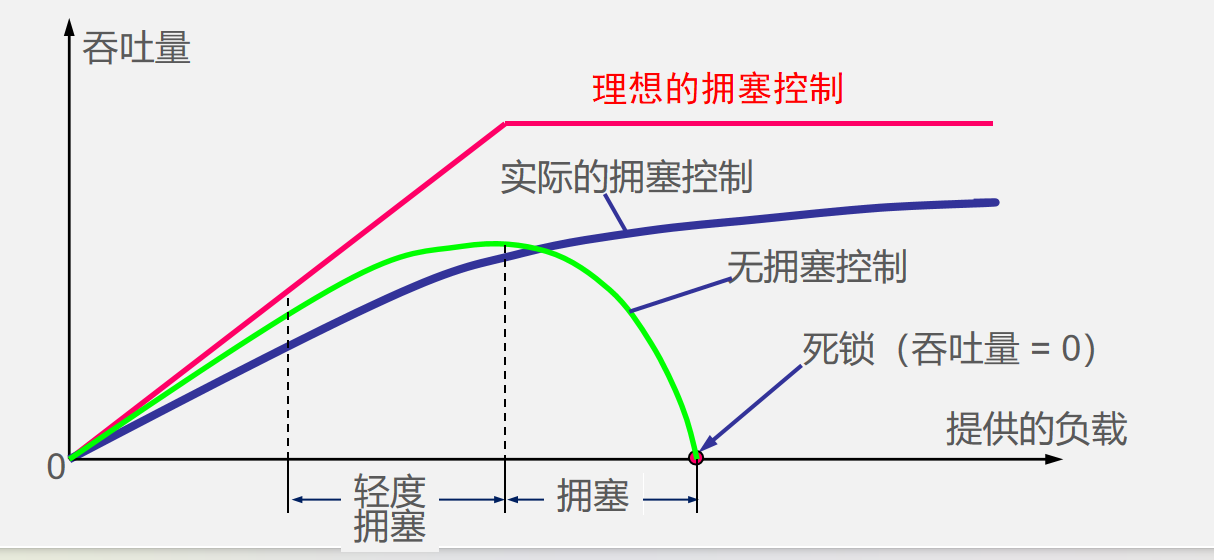 吞吐量
理想的拥塞控制
实际的拥塞控制
无拥塞控制
死锁（吞吐量 = 0）
提供的负载
0
轻度
拥塞
拥塞